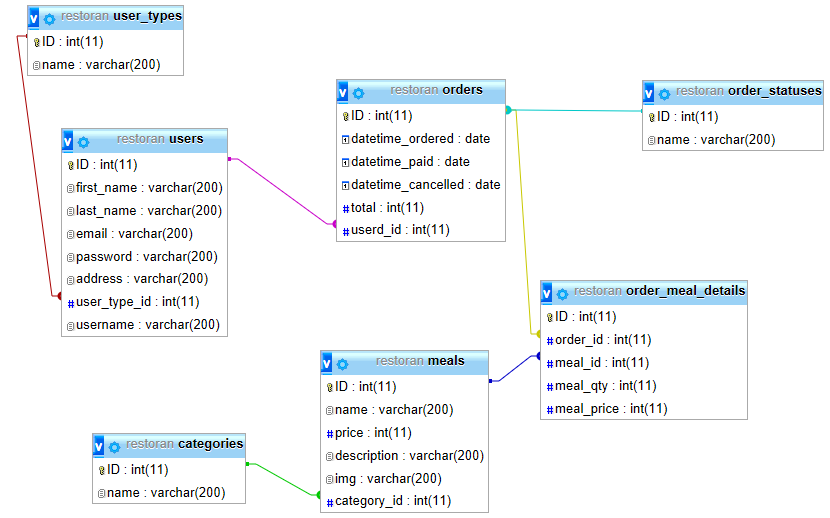 restoran user_types
ID : int(11)
name : varchar(200)
restoran users
ID : int(11)
first_name : varchar(200)
last_name : varchar(200)
email : varchar(200)
password : varchar(200)
address : varchar(200)
user_type_id : int(11)
username : varchar(200)
restoran orders
ID : int(11)
datetime_ordered : date
datetime_paid : date
datetime_cancelled : date
total : int(11)
userd_id : int(11)
restoran order_statuses
ID : int(11)
name : varchar(200)
restoran order_meal_details
ID : int(11)
order_id : int(11)
meal_id : int(11)
meal_qty : int(11)
meal_price : int(11)
restoran meals
ID : int(11)
name : varchar(200)
price : int(11)
description : varchar(200)
img : varchar(200)
category_id : int(11)
restoran categories
ID : int(11)
name : varchar(200)